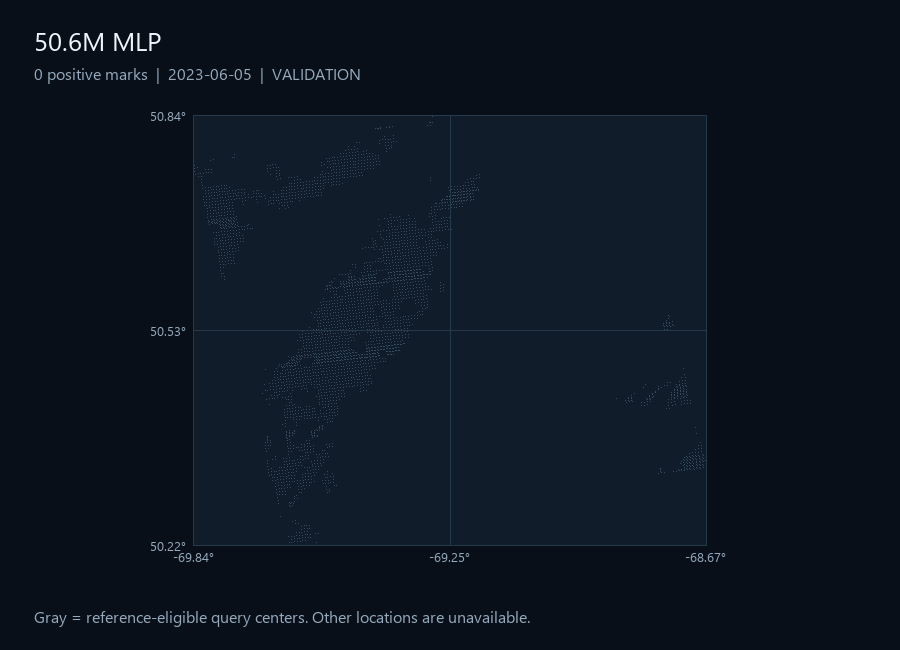 50.6M MLP
0 positive marks | 2023-06-05 | VALIDATION
50.84°
50.53°
50.22°
-69.84° -69.25° -68.67°
Gray = reference-eligible query centers. Other locations are unavailable.